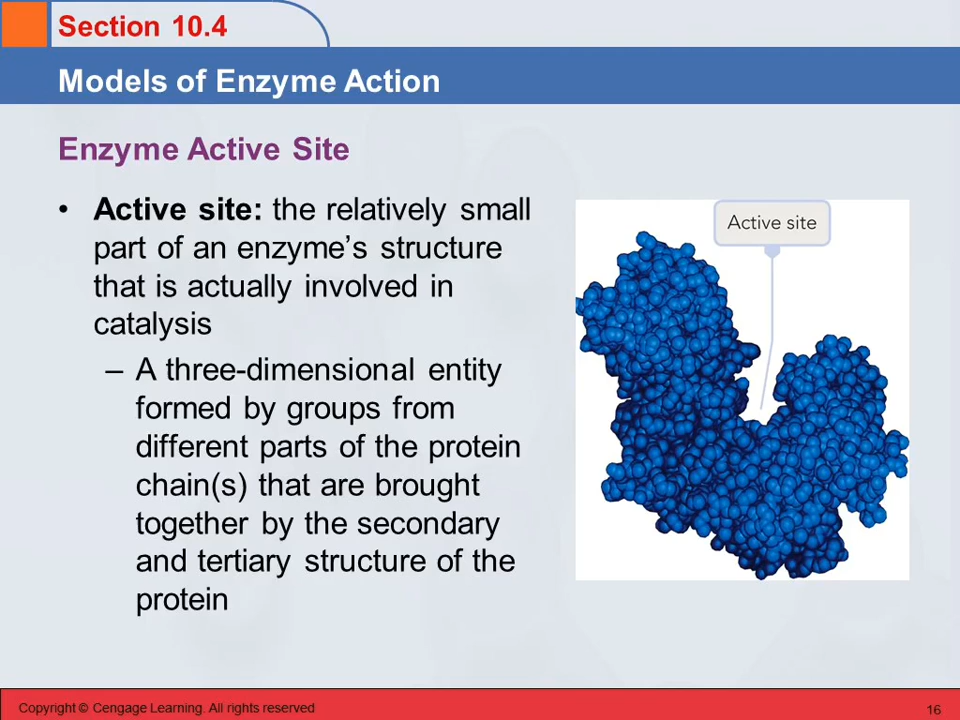 Section 10.4
Models of Enzyme Action
Enzyme Active Site
• Active site: the relatively small
part of an enzyme’s structure
that is actually involved in
catalysis
– A three-dimensional entity
formed by groups from
different parts of the protein
chain(s) that are brought
together by the secondary
and tertiary structure of the
protein
Active site
Copyright © Cengage Learning. All rights reserved
16